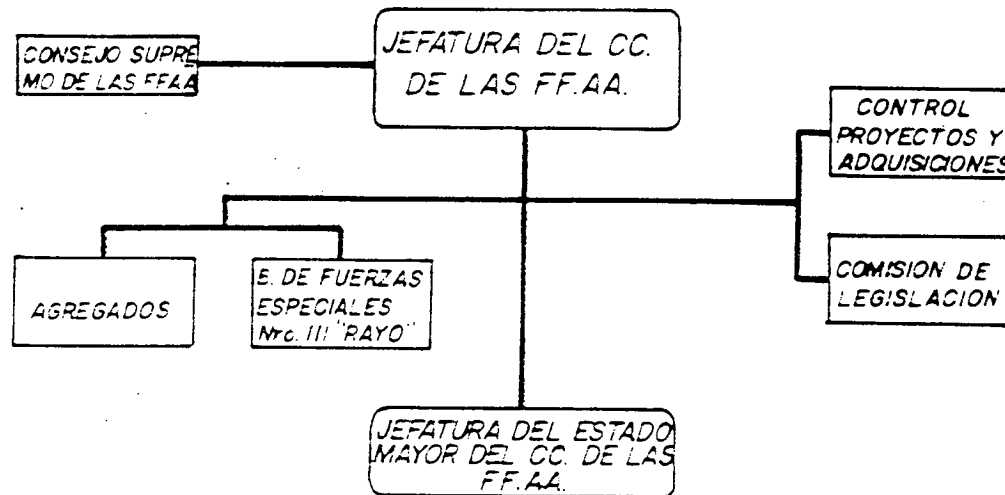 CONSEJO SUPRE
MO DE LAS FFAA
JEFATURA DEL CC.
DE LAS FF.AA.
CONTROL
PROYECTOS Y
ADQUISICIONES
AGREGADOS
E. DE FUERZAS
ESPECIALES
Nro. III "RAYO"
COMISION DE
LEGISLACION
JEFATURA DEL ESTADO
MAYOR DEL CC. DE LAS
FF.AA.